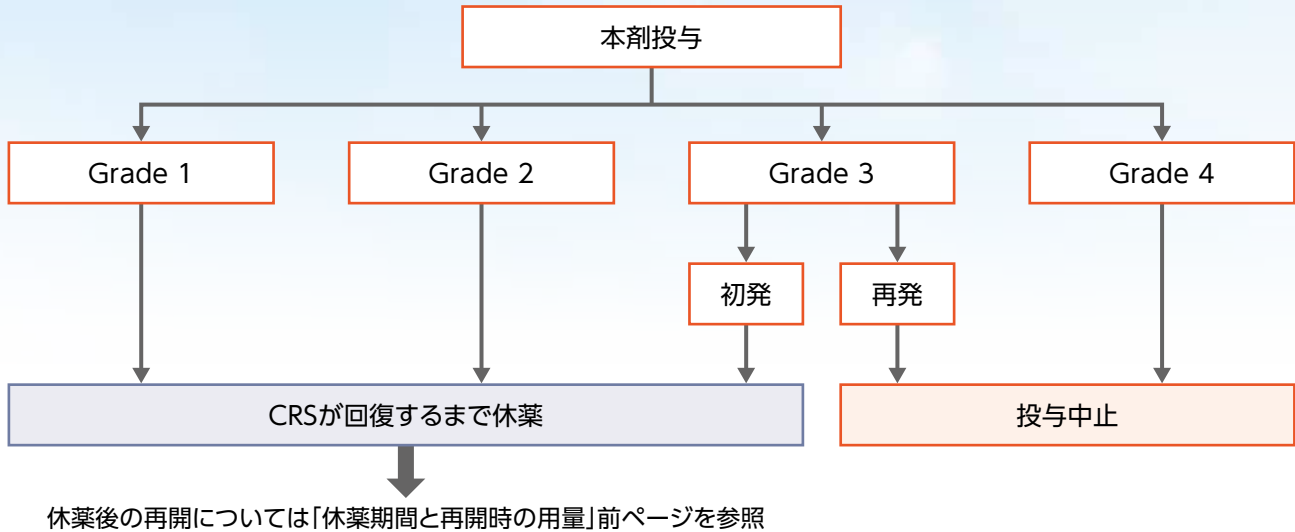 本剤投与
Grade 1
Grade 2
Grade 3
Grade 4
初発
再発
CRSが回復するまで休薬
投与中止
休薬後の再開については「休薬期間と再開時の用量」前ページを参照